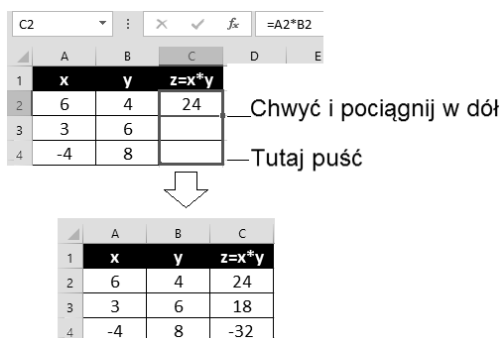 C2 fx =A2*B2
A B C D E
1 x y z=x*y
2 6 4 24 Chwyć i pociągnij w dół
3 3 6
4 -4 8 Tutaj puść
A B C
1 x y z=x*y
2 6 4 24
3 3 6 18
4 -4 8 -32